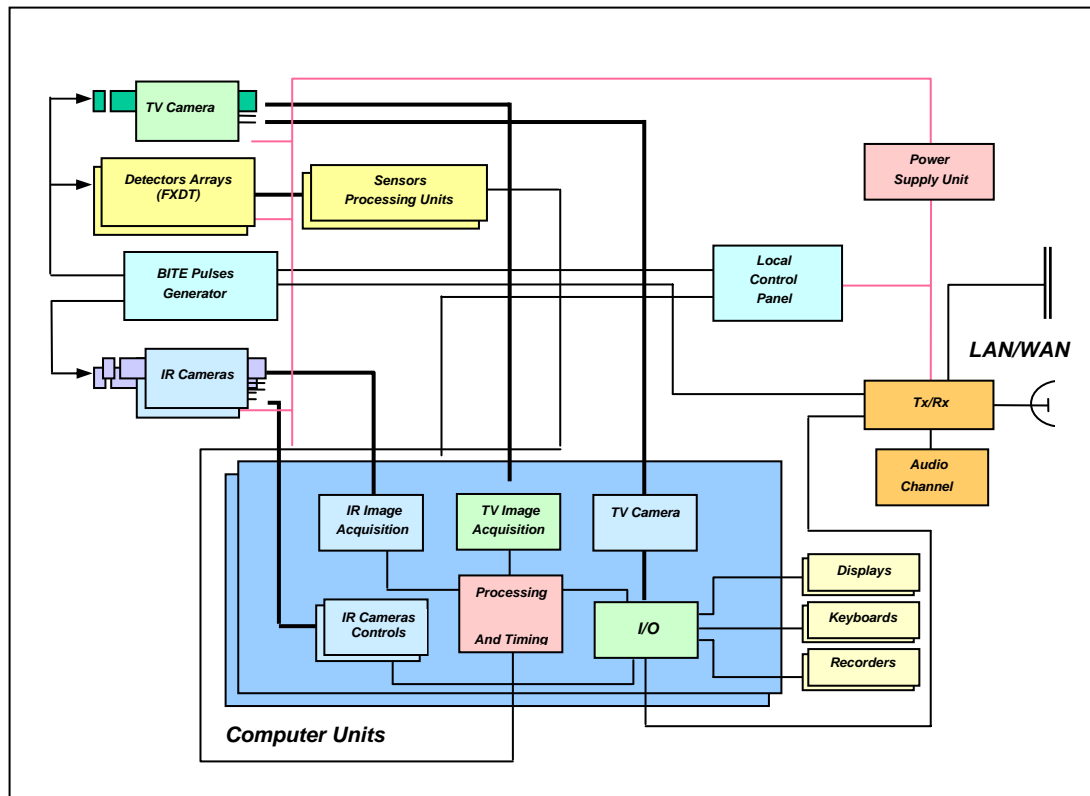 TV Camera
Detectors Arrays
(FXDT)
Sensors
Processing Units
Power
Supply Unit
BITE Pulses
Generator
Local
Control
Panel
LAN/WAN
IR Cameras
Tx/Rx
Audio
Channel
IR Image
Acquisition
TV Image
Acquisition
TV Camera
Displays
Processing
And Timing
IR Cameras
Controls
I/O
Keyboards
Recorders
Computer Units